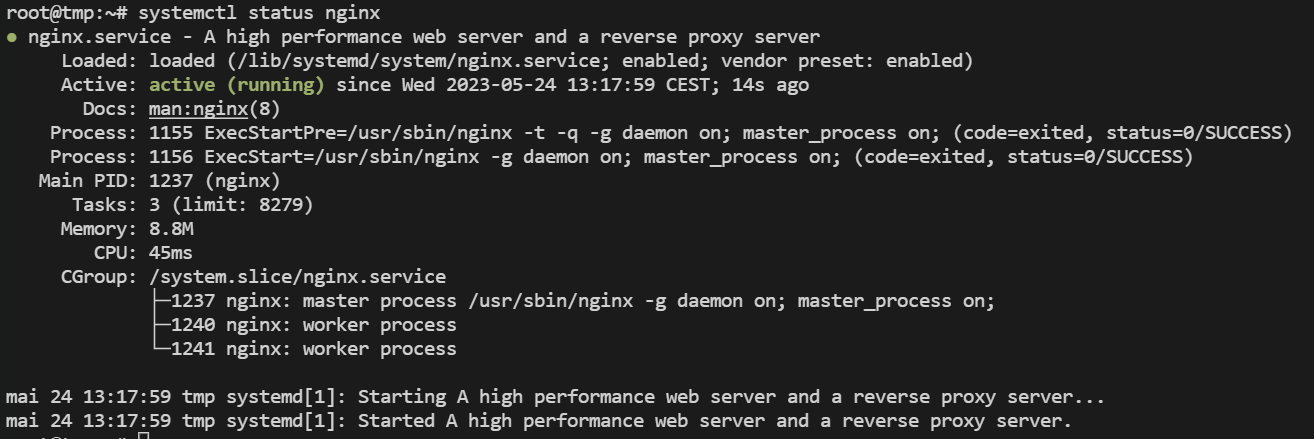 root@tmp:~# systemctl status nginx
● nginx.service - A high performance web server and a reverse proxy server
     Loaded: loaded (/lib/systemd/system/nginx.service; enabled; vendor preset: enabled)
     Active: active (running) since Wed 2023-05-24 13:17:59 CEST; 14s ago
       Docs: man:nginx(8)
    Process: 1155 ExecStartPre=/usr/sbin/nginx -t -q -g daemon on; master_process on; (code=exited, status=0/SUCCESS)
    Process: 1156 ExecStart=/usr/sbin/nginx -g daemon on; master_process on; (code=exited, status=0/SUCCESS)
   Main PID: 1237 (nginx)
      Tasks: 3 (limit: 8279)
     Memory: 8.8M
        CPU: 45ms
     CGroup: /system.slice/nginx.service
             ├─1237 nginx: master process /usr/sbin/nginx -g daemon on; master_process on;
             ├─1240 nginx: worker process
             └─1241 nginx: worker process

mai 24 13:17:59 tmp systemd[1]: Starting A high performance web server and a reverse proxy server...
mai 24 13:17:59 tmp systemd[1]: Started A high performance web server and a reverse proxy server.